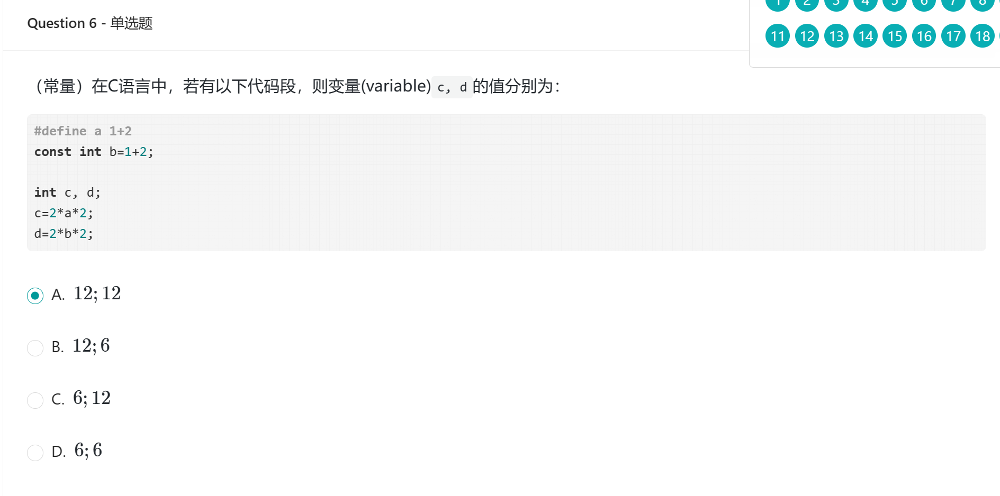 1 2 3 4 5 6 7 8
Question 6 - 单选题
11 12 13 14 15 16 17 18
（常量）在C语言中，若有以下代码段，则变量(variable) c, d 的值分别为：
#define a 1+2
const int b=1+2;
int c, d;
c=2*a*2;
d=2*b*2;
A. 12; 12
B. 12; 6
C. 6; 12
D. 6; 6